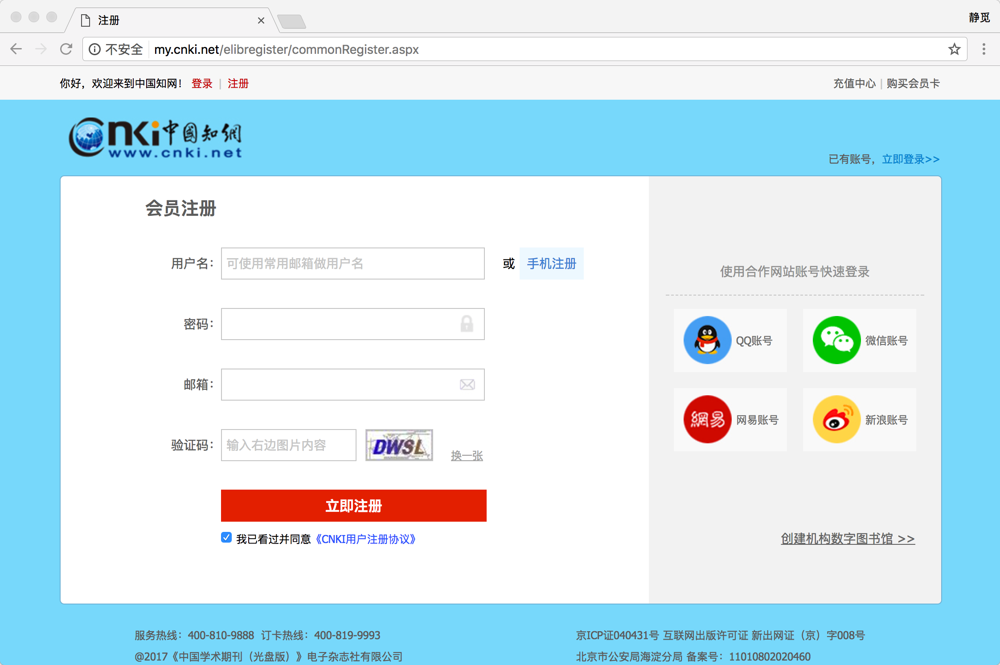 注册
静觅
不安全 my.cnki.net/elibregister/commonRegister.aspx
你好，欢迎来到中国知网！ 登录 | 注册
充值中心 | 购买会员卡
cnki中國知網
www.cnki.net
已有账号，立即登录>>
会员注册
用户名： 可使用常用邮箱做用户名 或 手机注册
密码：
邮箱：
验证码： 输入右边图片内容 DWSL 换一张
立即注册
我已看过并同意《CNKI用户注册协议》
使用合作网站账号快速登录
QQ账号 微信账号
網易 网易账号 新浪账号
创建机构数字图书馆 >>
服务热线：400-810-9888 订卡热线：400-819-9993
@2017《中国学术期刊（光盘版）》电子杂志社有限公司
京ICP证040431号 互联网出版许可证 新出网证（京）字008号
北京市公安局海淀分局 备案号：11010802020460